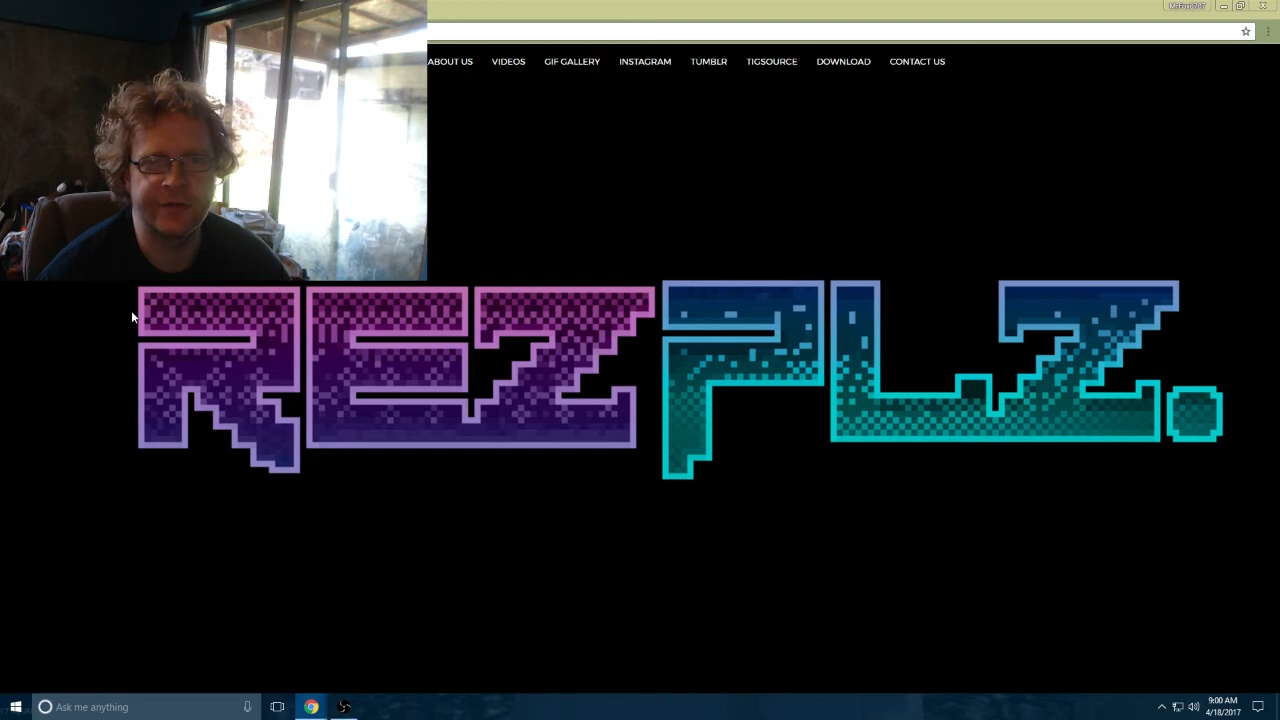 MrFox0707
ABOUT US VIDEOS GIF GALLERY INSTAGRAM TUMBLR TIGSOURCE DOWNLOAD CONTACT US
REZPLZ.
Ask me anything
9:00 AM
4/18/2017